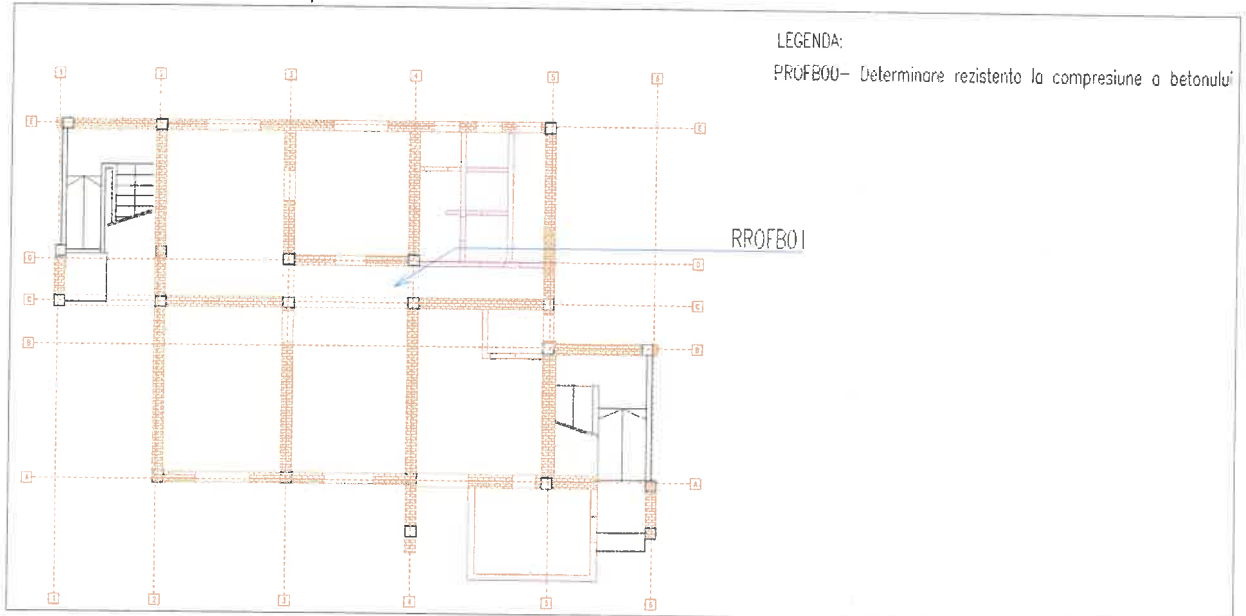 LEGENDA:
PROFB00- Determinare rezistenta la compresiune a betonului
1 2 3 4 5 6
E E
RROFB01
D D
C C
B B
A A
1 2 3 4 5 6